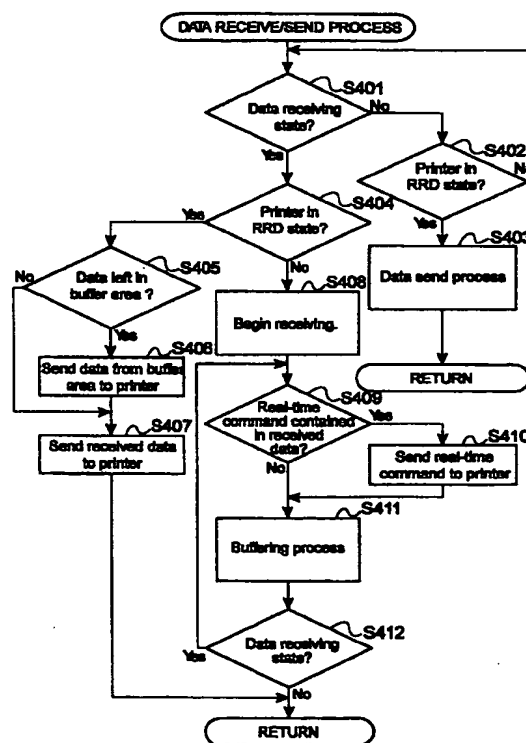 DATA RECEIVE/SEND PROCESS
S401
Data receiving
state?
No
Yes
S402
Printer in
RRD state?
No
Yes
S403
Data send process
RETURN
S404
Printer in
RRD state?
Yes
No
S405
Data left in
buffer area ?
No
Yes
S406
Send data from buffer
area to printer
S407
Send received data
to printer
S408
Begin receiving.
S409
Real-time
command contained
in received
data?
Yes
No
S410
Send real-time
command to printer
S411
Buffering process
S412
Data receiving
state?
Yes
No
RETURN